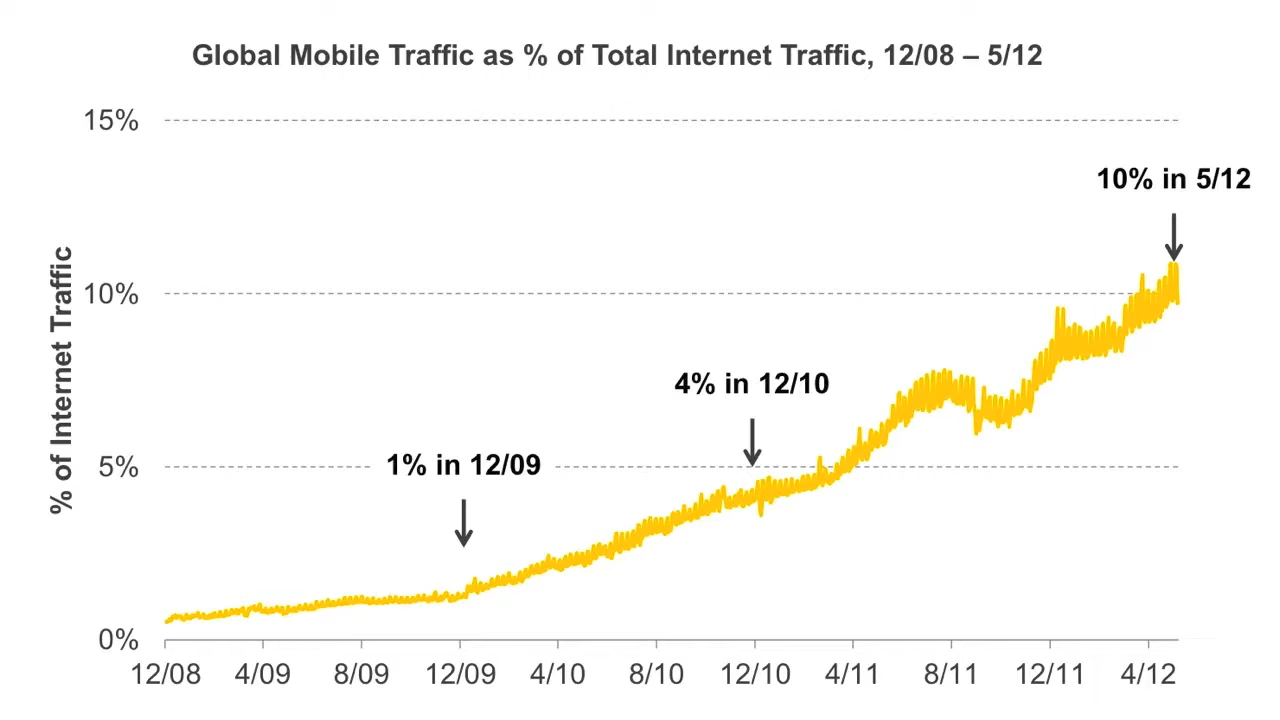 Global Mobile Traffic as % of Total Internet Traffic, 12/08 – 5/12
15%
10% in 5/12
% of Internet Traffic
10%
4% in 12/10
5%
1% in 12/09
0%
12/08 4/09 8/09 12/09 4/10 8/10 12/10 4/11 8/11 12/11 4/12